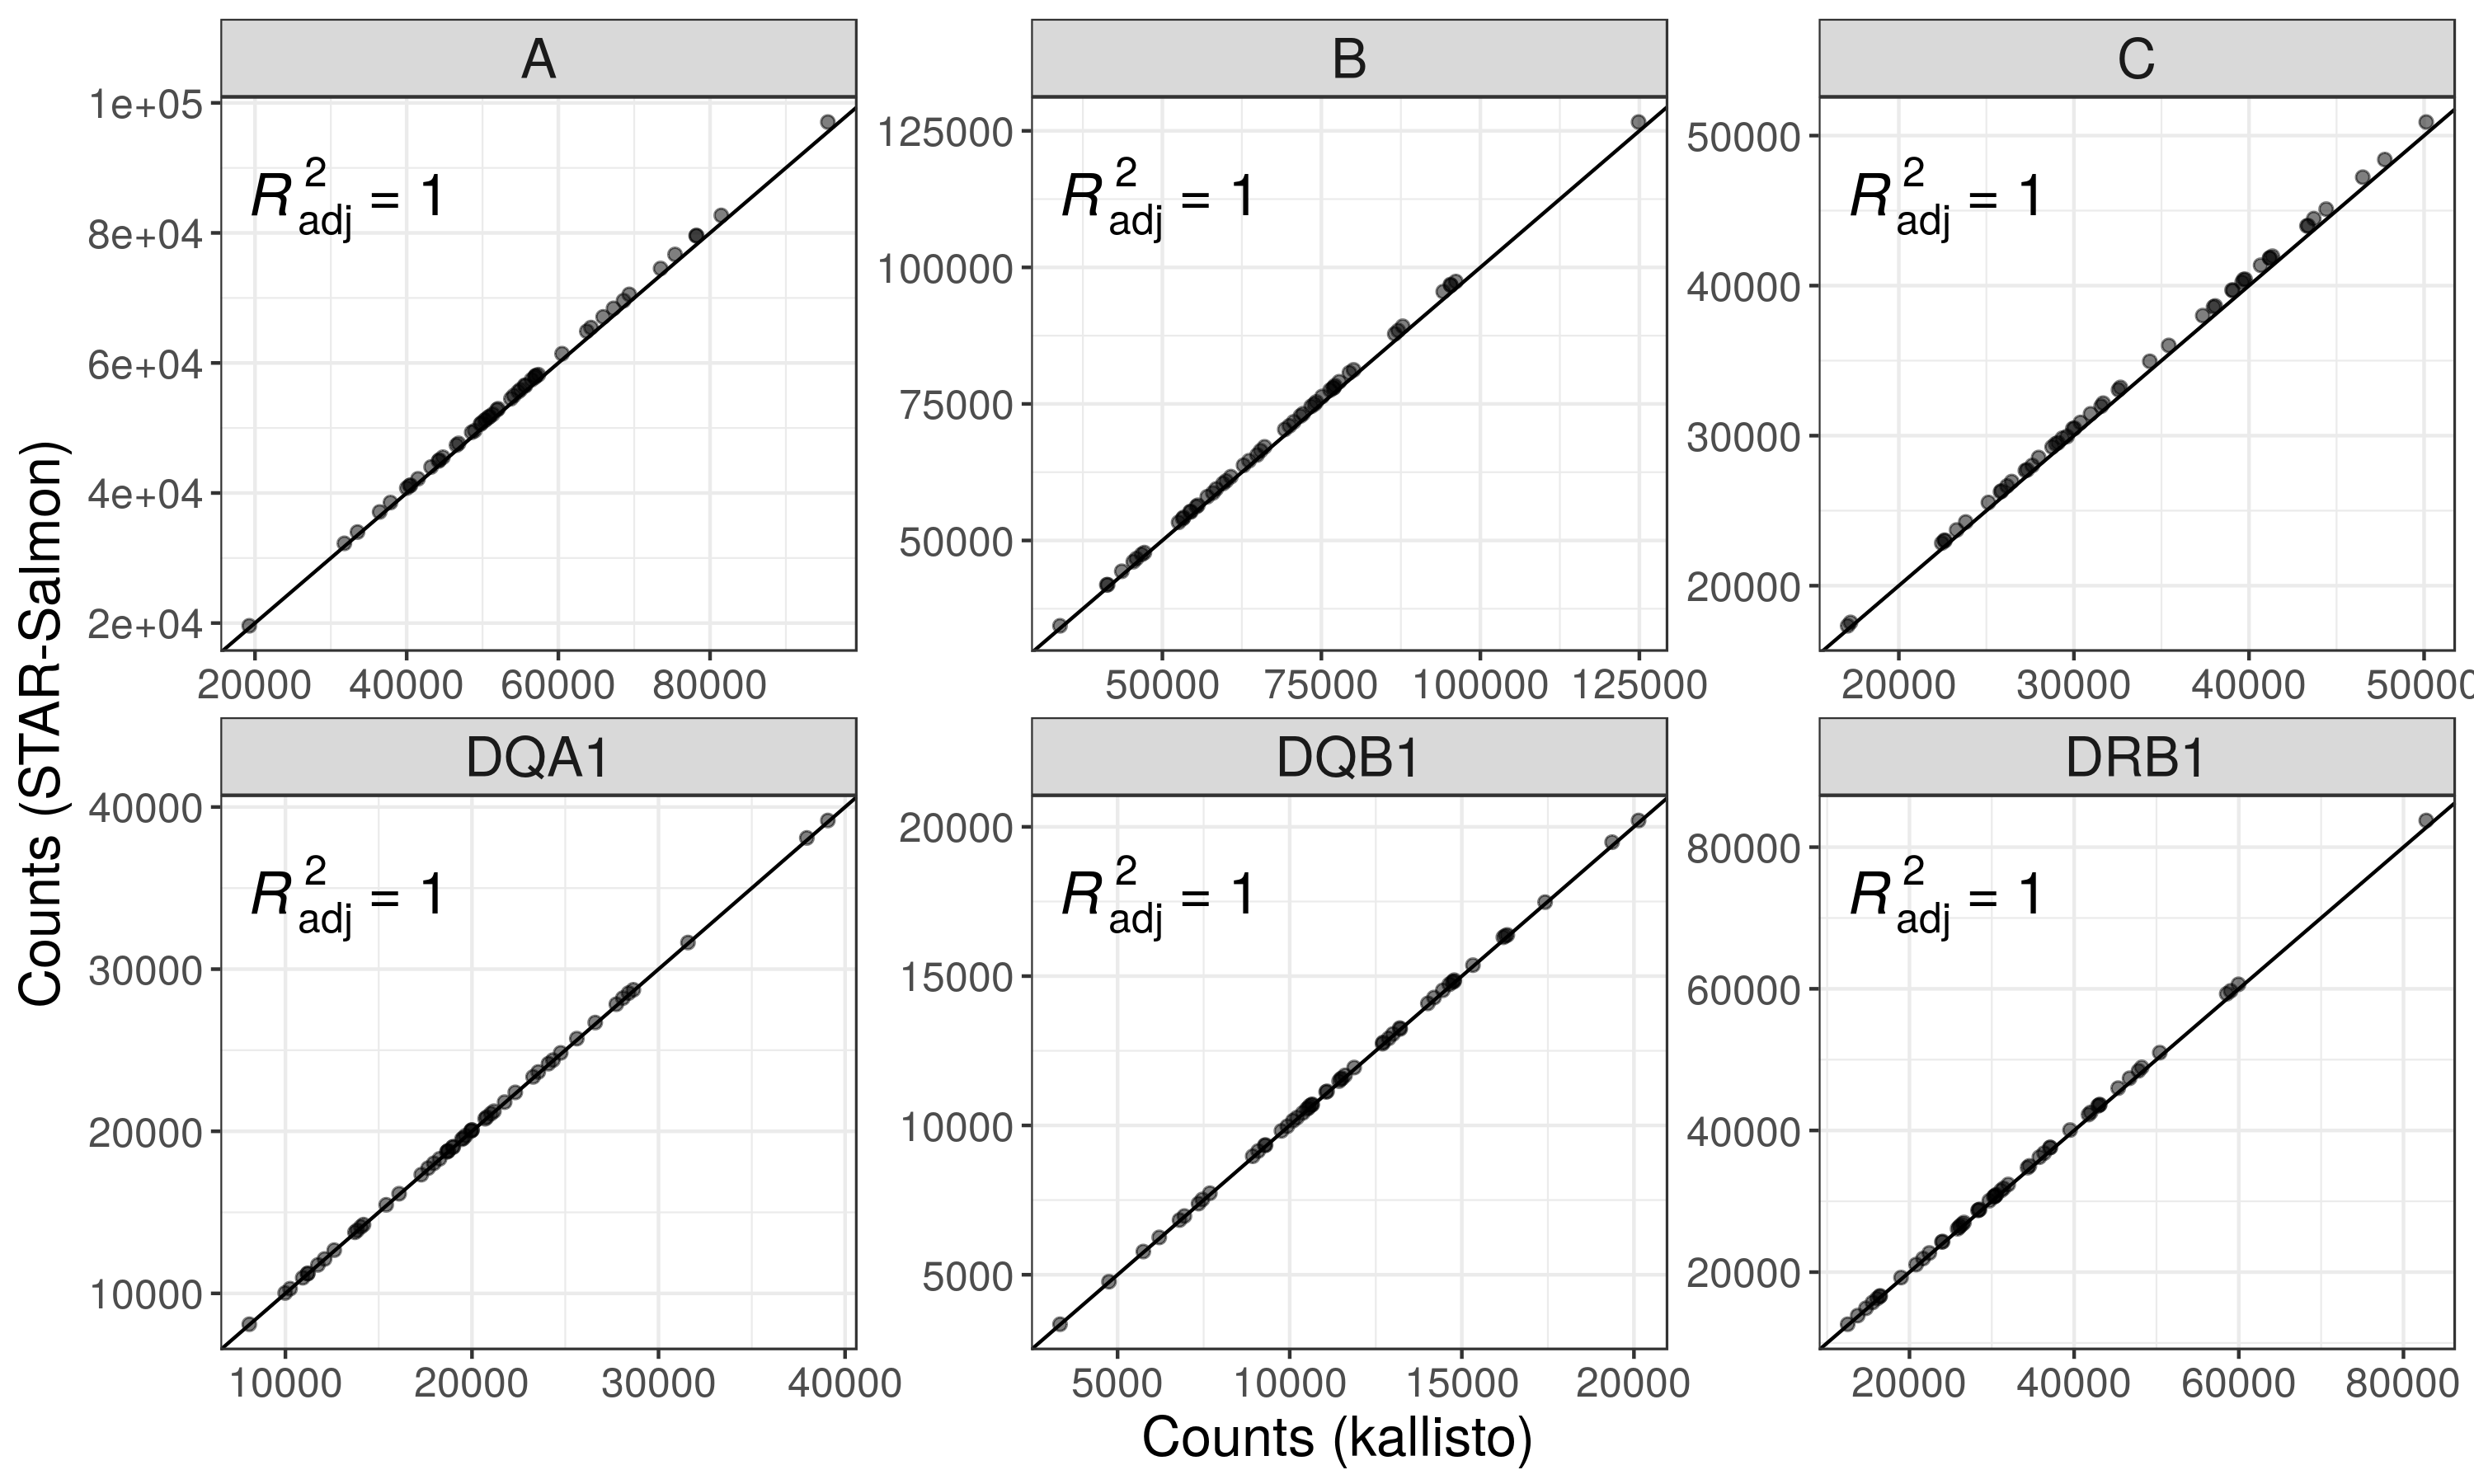 A
B
C
1e+05
8e+04
6e+04
4e+04
2e+04
R²adj = 1
20000 40000 60000 80000
125000
100000
75000
50000
R²adj = 1
50000 75000 100000 125000
50000
40000
30000
20000
R²adj = 1
20000 30000 40000 50000
Counts (STAR-Salmon)
DQA1
DQB1
DRB1
40000
30000
20000
10000
R²adj = 1
10000 20000 30000 40000
20000
15000
10000
5000
R²adj = 1
5000 10000 15000 20000
80000
60000
40000
20000
R²adj = 1
20000 40000 60000 80000
Counts (kallisto)